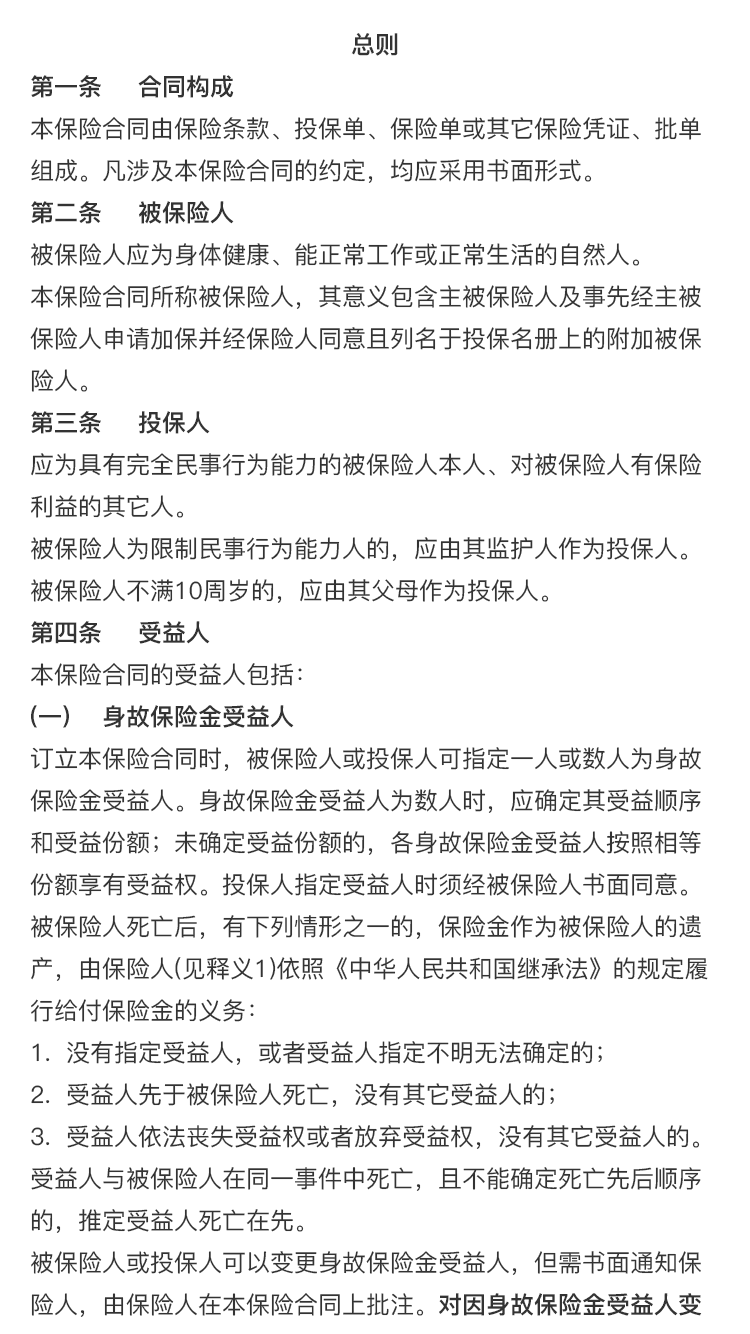 总则
第一条 合同构成
本保险合同由保险条款、投保单、保险单或其它保险凭证、批单
组成。凡涉及本保险合同的约定，均应采用书面形式。
第二条 被保险人
被保险人应为身体健康、能正常工作或正常生活的自然人。
本保险合同所称被保险人，其意义包含主被保险人及事先经主被
保险人申请加保并经保险人同意且列名于投保名册上的附加被保
险人。
第三条 投保人
应为具有完全民事行为能力的被保险人本人、对被保险人有保险
利益的其它人。
被保险人为限制民事行为能力人的，应由其监护人作为投保人。
被保险人不满10周岁的，应由其父母作为投保人。
第四条 受益人
本保险合同的受益人包括：
(一) 身故保险金受益人
订立本保险合同时，被保险人或投保人可指定一人或数人为身故
保险金受益人。身故保险金受益人为数人时，应确定其受益顺序
和受益份额；未确定受益份额的，各身故保险金受益人按照相等
份额享有受益权。投保人指定受益人时须经被保险人书面同意。
被保险人死亡后，有下列情形之一的，保险金作为被保险人的遗
产，由保险人(见释义1)依照《中华人民共和国继承法》的规定履
行给付保险金的义务：
1. 没有指定受益人，或者受益人指定不明无法确定的；
2. 受益人先于被保险人死亡，没有其它受益人的；
3. 受益人依法丧失受益权或者放弃受益权，没有其它受益人的。
受益人与被保险人在同一事件中死亡，且不能确定死亡先后顺序
的，推定受益人死亡在先。
被保险人或投保人可以变更身故保险金受益人，但需书面通知保
险人，由保险人在本保险合同上批注。对因身故保险金受益人变